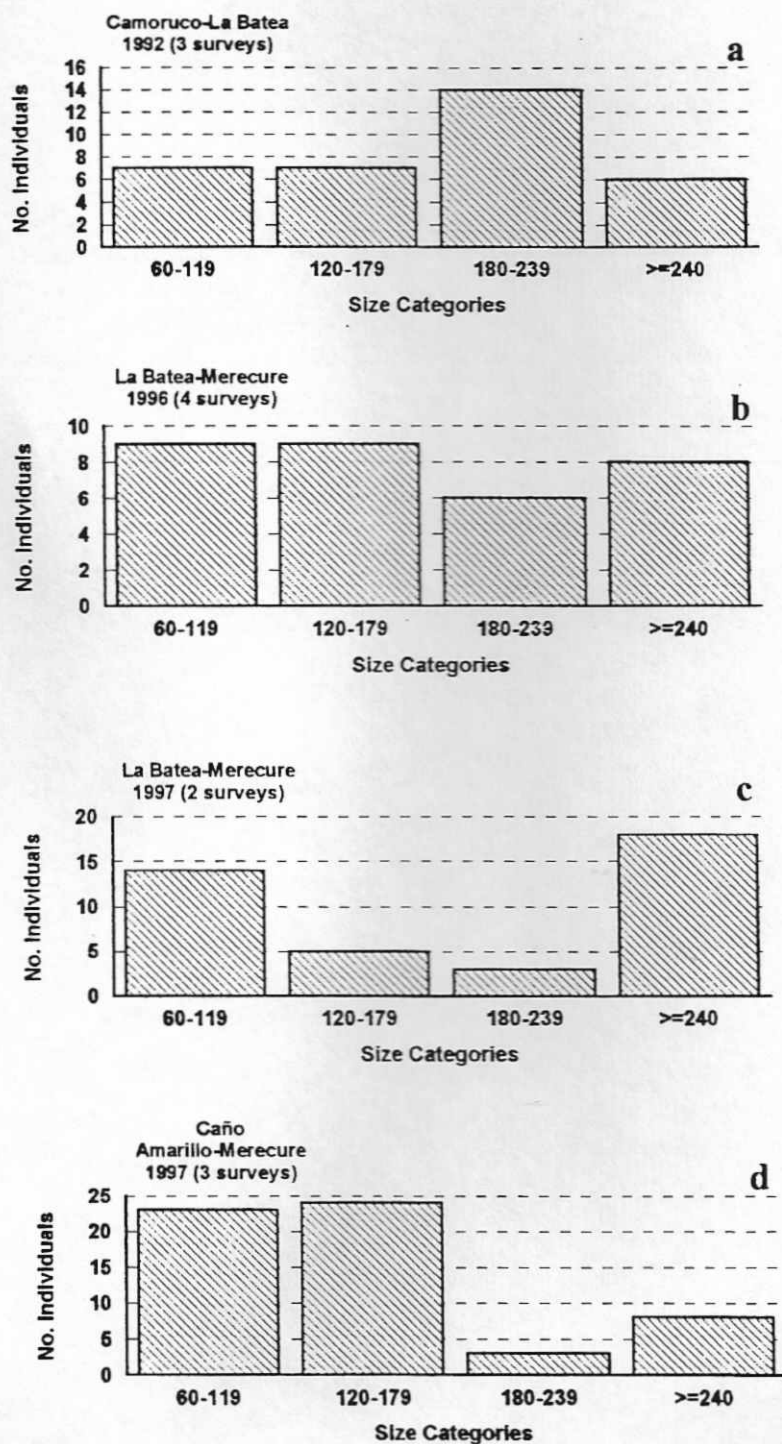 Camoruco-La Batea
1992 (3 surveys)
a
No. Individuals
16
14
12
10
8
6
4
2
0
60-119 120-179 180-239 >=240
Size Categories
La Batea-Merecure
1996 (4 surveys)
b
No. Individuals
10
8
6
4
2
0
60-119 120-179 180-239 >=240
Size Categories
La Batea-Merecure
1997 (2 surveys)
c
No. Individuals
20
15
10
5
0
60-119 120-179 180-239 >=240
Size Categories
Caño
Amarillo-Merecure
1997 (3 surveys)
d
No. Individuals
25
20
15
10
5
0
60-119 120-179 180-239 >=240
Size Categories